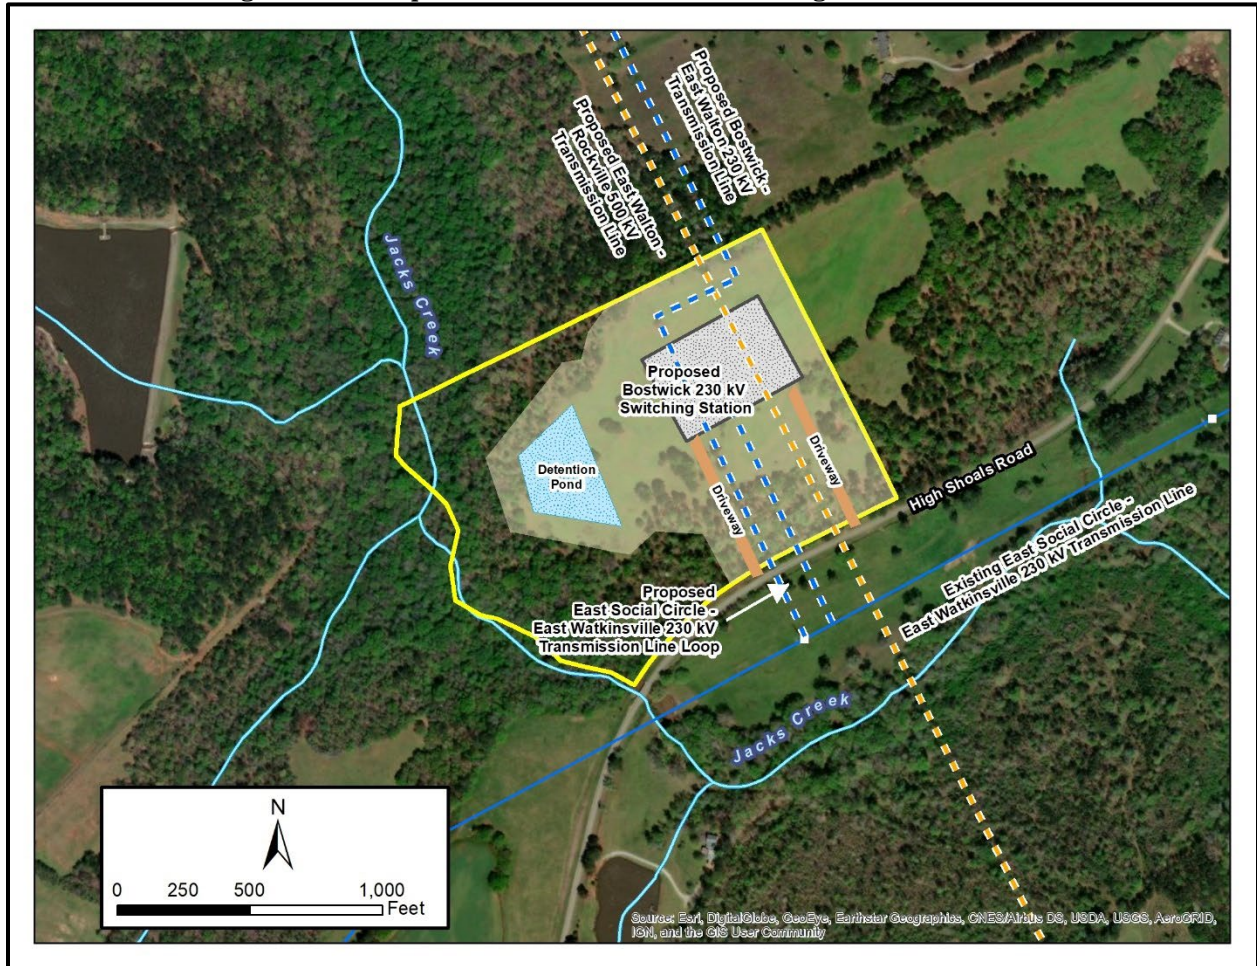 Proposed Bostwick -
East Walton 230 kV
Transmission Line
Proposed East Walton -
Rockville 500 kV
Transmission Line
Jacks Creek
Proposed
Bostwick 230 kV
Switching Station
Detention
Pond
Driveway
Driveway
High Shoals Road
Existing East Social Circle -
East Watkinsville 230 kV Transmission Line
Proposed
East Social Circle -
East Watkinsville 230 kV
Transmission Line Loop
Jacks Creek
N
0 250 500 1,000
Feet
Source: Esri, DigitalGlobe, GeoEye, Earthstar Geographics, CNES/Airbus DS, USDA, USGS, AeroGRID,
IGN, and the GIS User Community